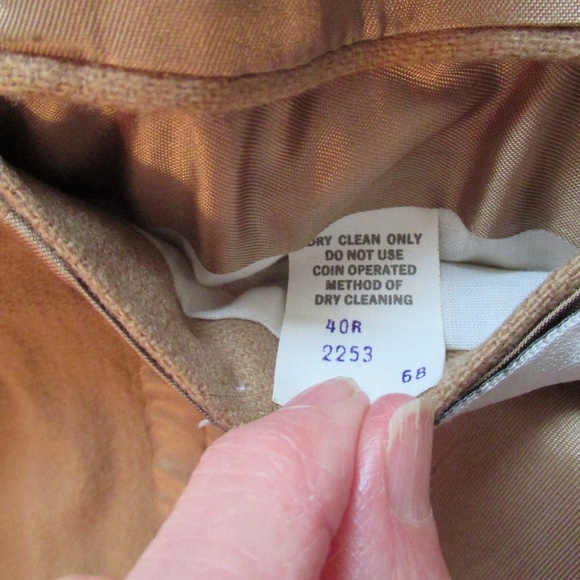 DRY CLEAN ONLY
DO NOT USE
COIN OPERATED
METHOD OF
DRY CLEANING
40R
2253
6B